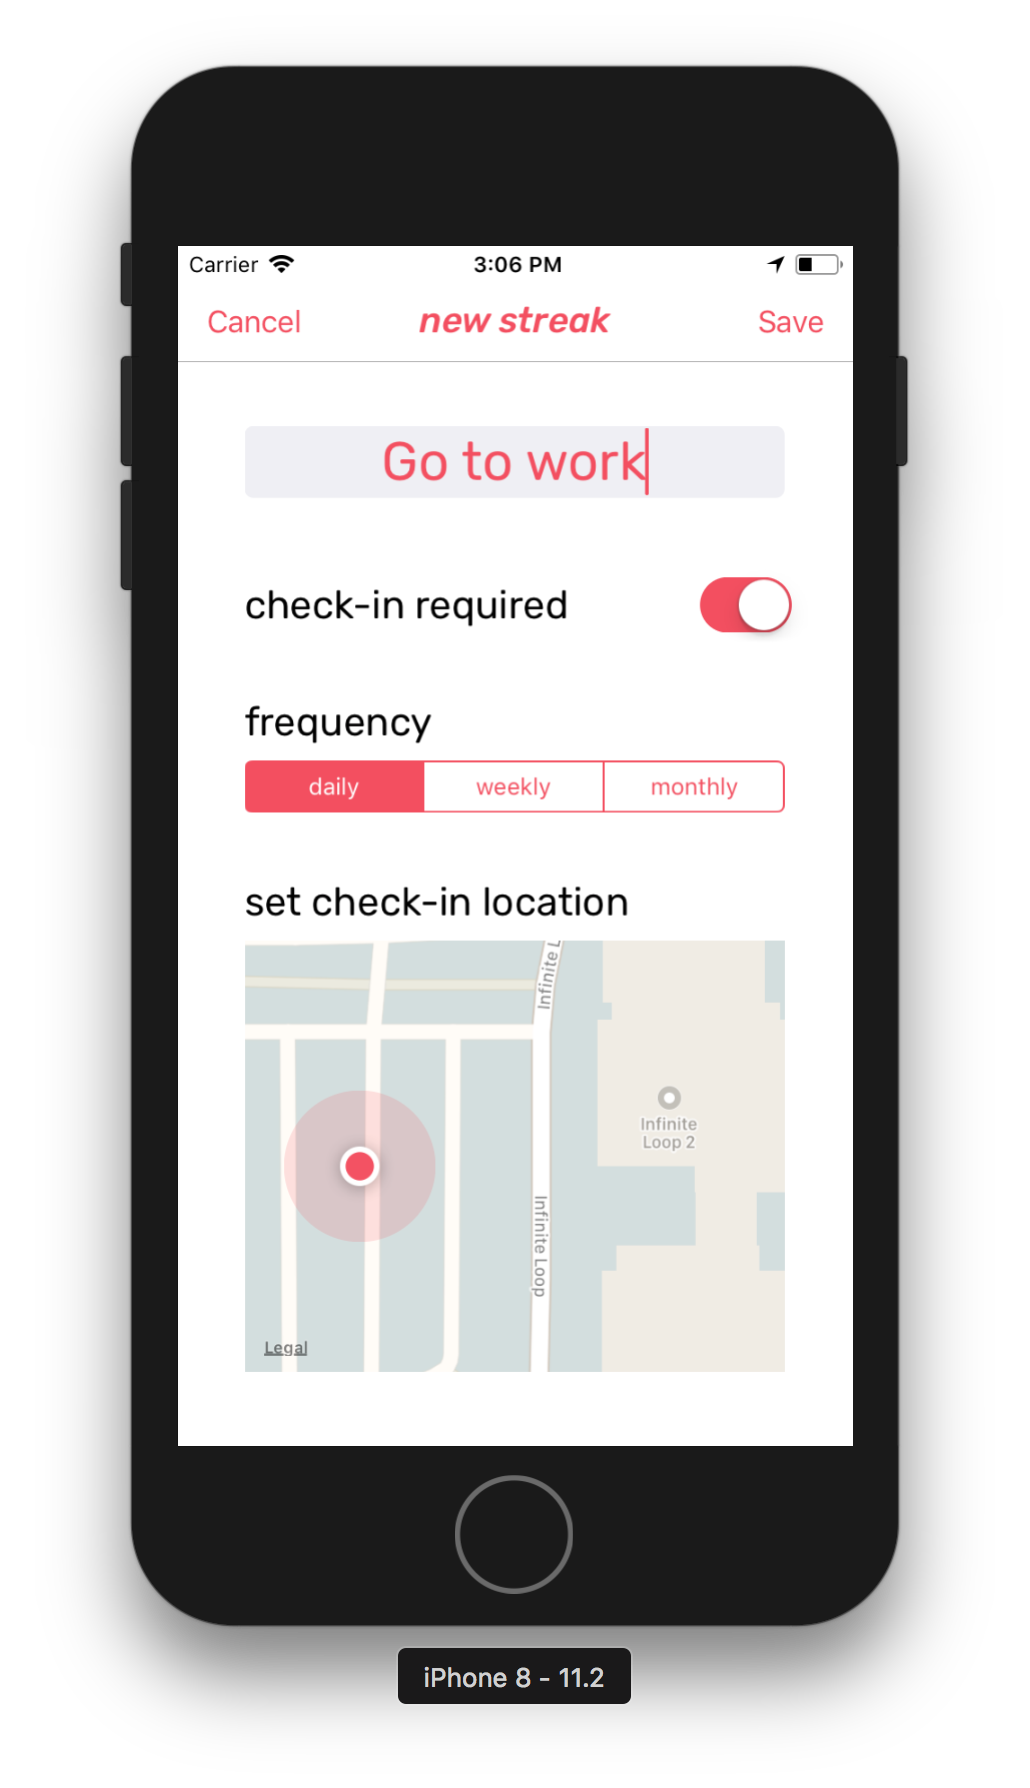 Carrier 3:06 PM
Cancel new streak Save
Go to work
check-in required
frequency
daily weekly monthly
set check-in location
Infinite L
Infinite
Loop 2
Infinite Loop
Legal
iPhone 8 - 11.2